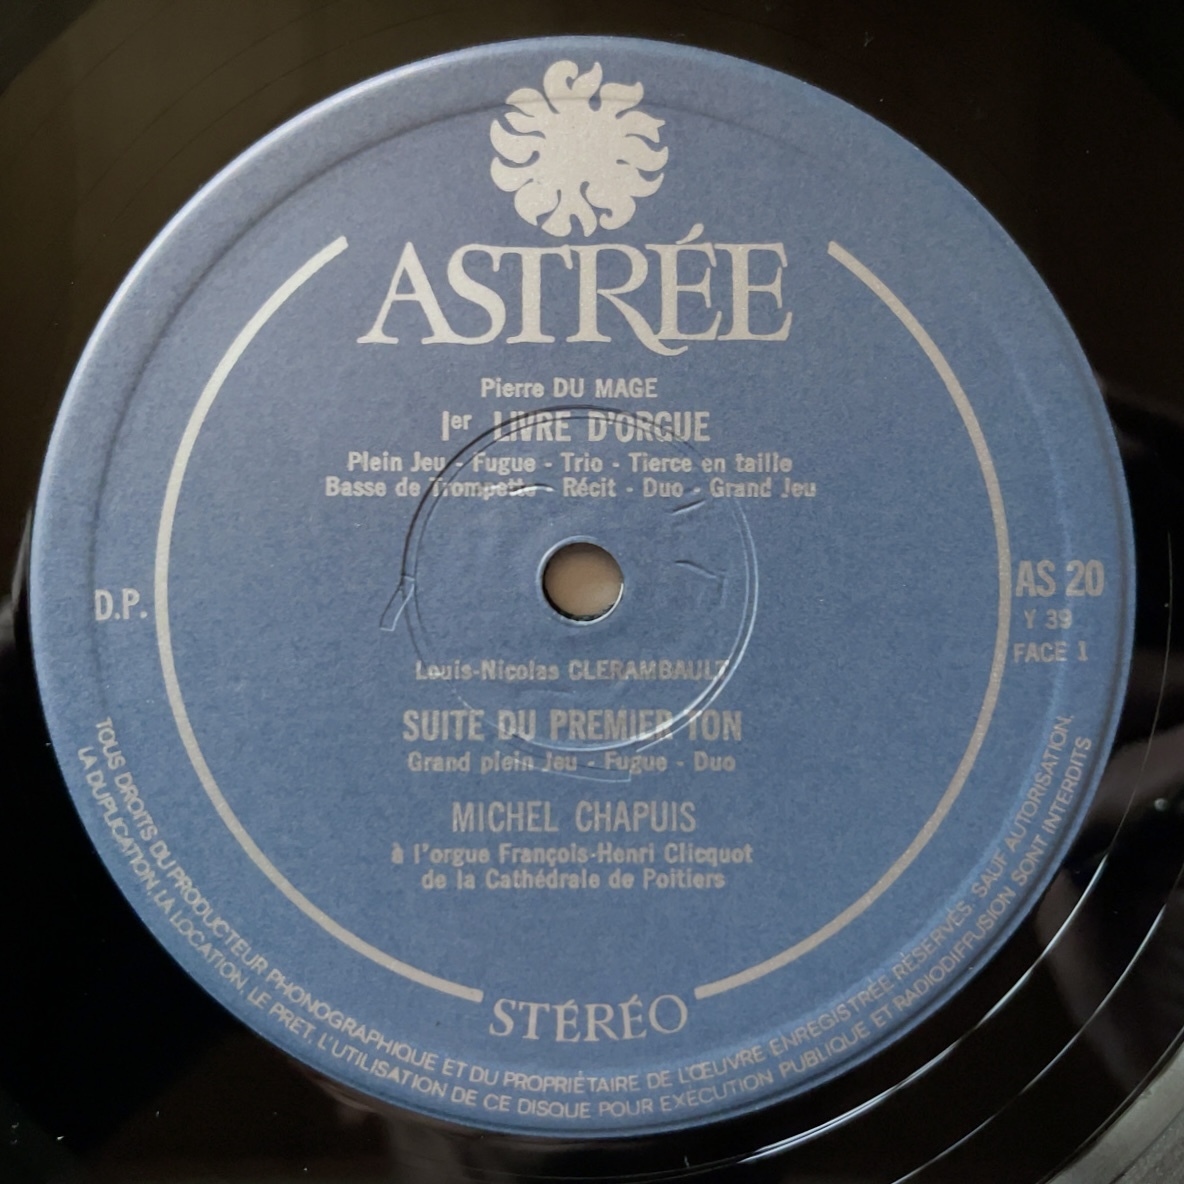 ASTRÉE
Pierre DU MAGE
Ier LIVRE D'ORGUE
Plein Jeu - Fugue - Trio - Tierce en taille
Basse de Trompette - Récit - Duo - Grand Jeu
D.P.
AS 20
Y 39
FACE 1
Louis-Nicolas CLERAMBAULT
SUITE DU PREMIER TON
Grand plein Jeu - Fugue - Duo
MICHEL CHAPUIS
à l'orgue François-Henri Clicquot
de la Cathédrale de Poitiers
STÉRÉO
TOUS DROITS DU PRODUCTEUR PHONOGRAPHIQUE ET DU PROPRIÉTAIRE DE L'ŒUVRE ENREGISTRÉE RÉSERVÉS SAUF AUTORISATION,
LA DUPLICATION, LA LOCATION, LE PRET, L'UTILISATION DE CE DISQUE POUR EXECUTION PUBLIQUE ET RADIODIFFUSION SONT INTERDITS